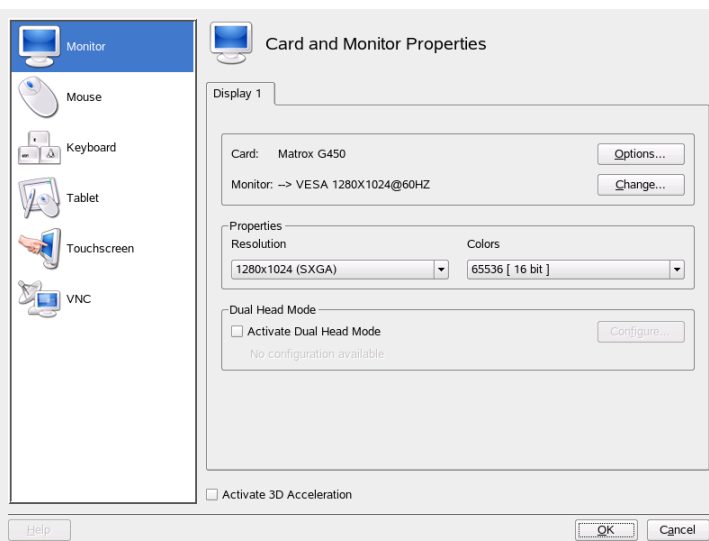 Monitor
Mouse
Keyboard
Tablet
Touchscreen
VNC
Card and Monitor Properties
Display 1
Card: Matrox G450
Options...
Monitor: --> VESA 1280X1024@60HZ
Change...
Properties
Resolution Colors
1280x1024 (SXGA) 65536 [ 16 bit ]
Dual Head Mode
Activate Dual Head Mode
Configure...
No configuration available
Activate 3D Acceleration
Help
OK
Cancel